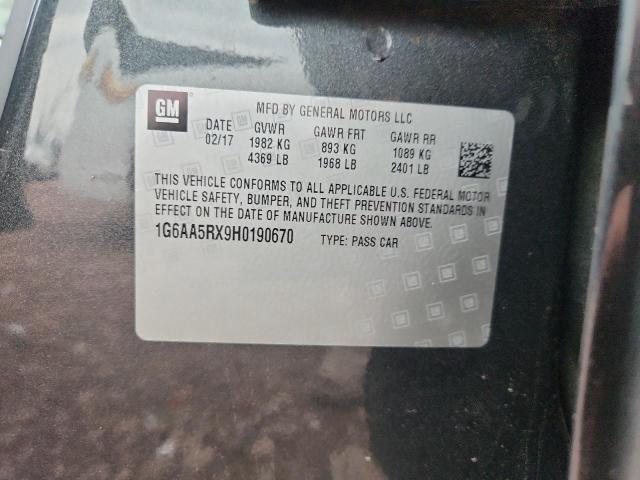 GM
MFD BY GENERAL MOTORS LLC
DATE GVWR GAWR FRT GAWR RR
02/17 1982 KG 893 KG 1089 KG
4369 LB 1968 LB 2401 LB
THIS VEHICLE CONFORMS TO ALL APPLICABLE U.S. FEDERAL MOTOR
VEHICLE SAFETY, BUMPER, AND THEFT PREVENTION STANDARDS IN
EFFECT ON THE DATE OF MANUFACTURE SHOWN ABOVE.
1G6AA5RX9H0190670 TYPE: PASS CAR